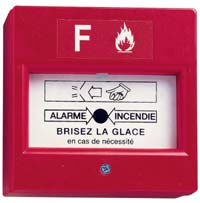 F
ALARME INCENDIE
BRISEZ LA GLACE
en cas de nécessité